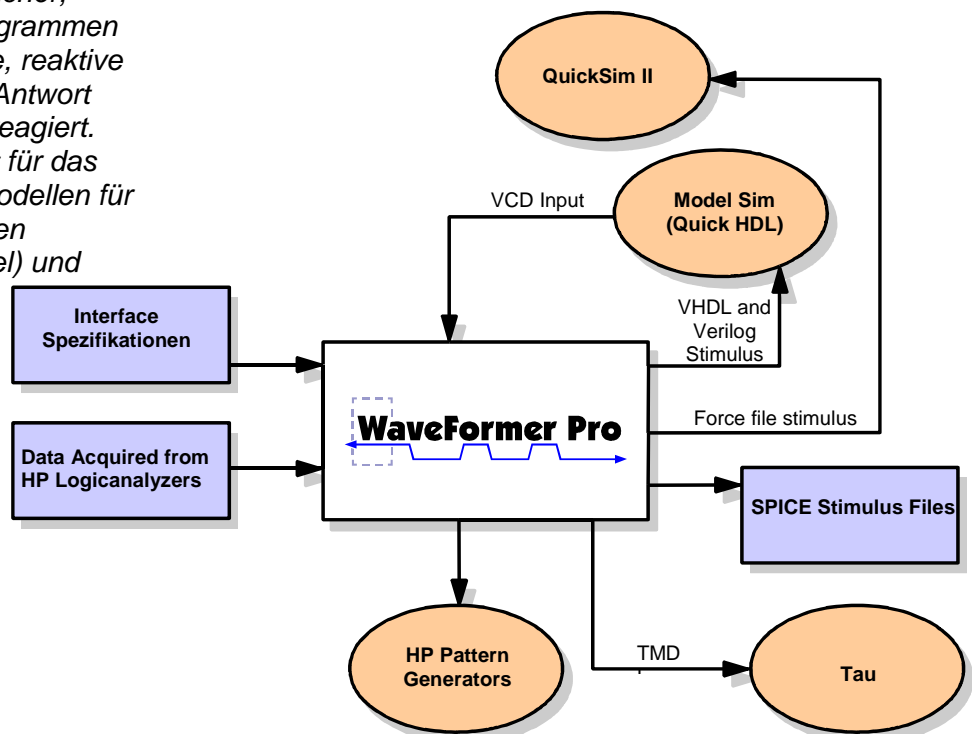 ogrammen
e, reaktive
Antwort
eagiert.
für das
odellen für
en
el) und
QuickSim II
VCD Input
Model Sim
(Quick HDL)
Interface
Spezifikationen
VHDL and
Verilog
Stimulus
WaveFormer Pro
Force file stimulus
Data Acquired from
HP Logicanalyzers
SPICE Stimulus Files
HP Pattern
Generators
TMD
Tau